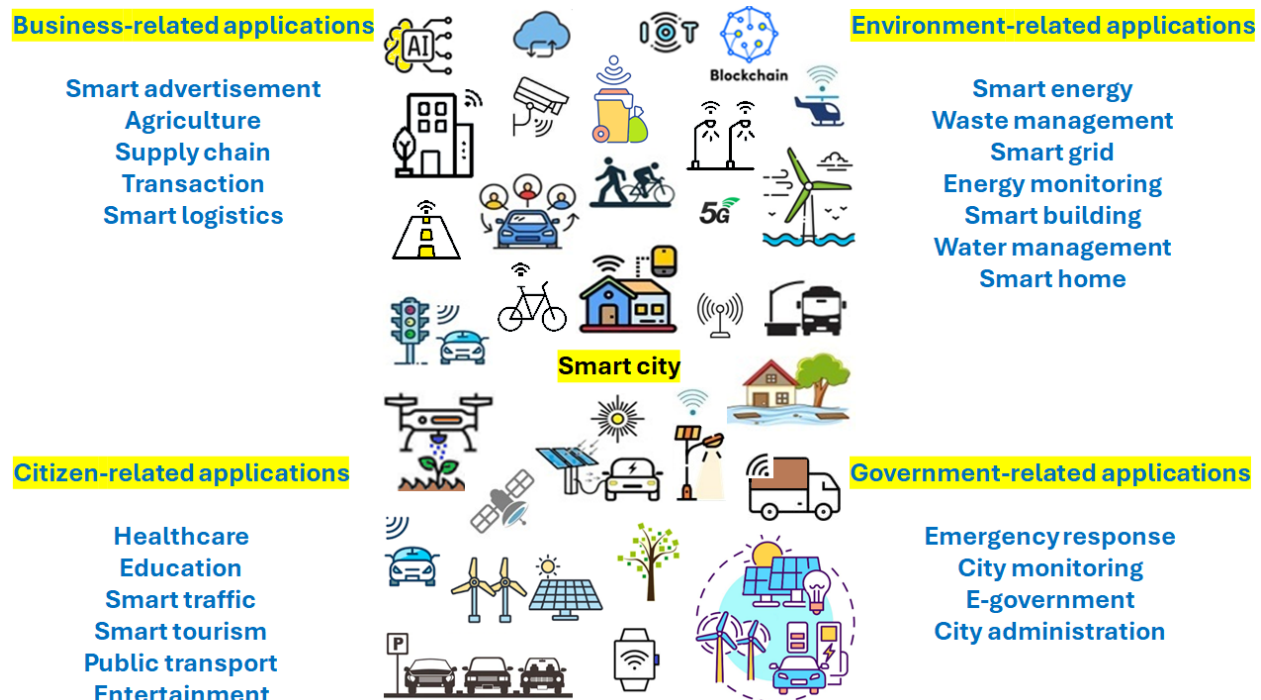 Business-related applications
Smart advertisement
Agriculture
Supply chain
Transaction
Smart logistics
AI
IOT
Blockchain
5G
Environment-related applications
Smart energy
Waste management
Smart grid
Energy monitoring
Smart building
Water management
Smart home
Smart city
Citizen-related applications
Healthcare
Education
Smart traffic
Smart tourism
Public transport
Entertainment
P
Government-related applications
Emergency response
City monitoring
E-government
City administration